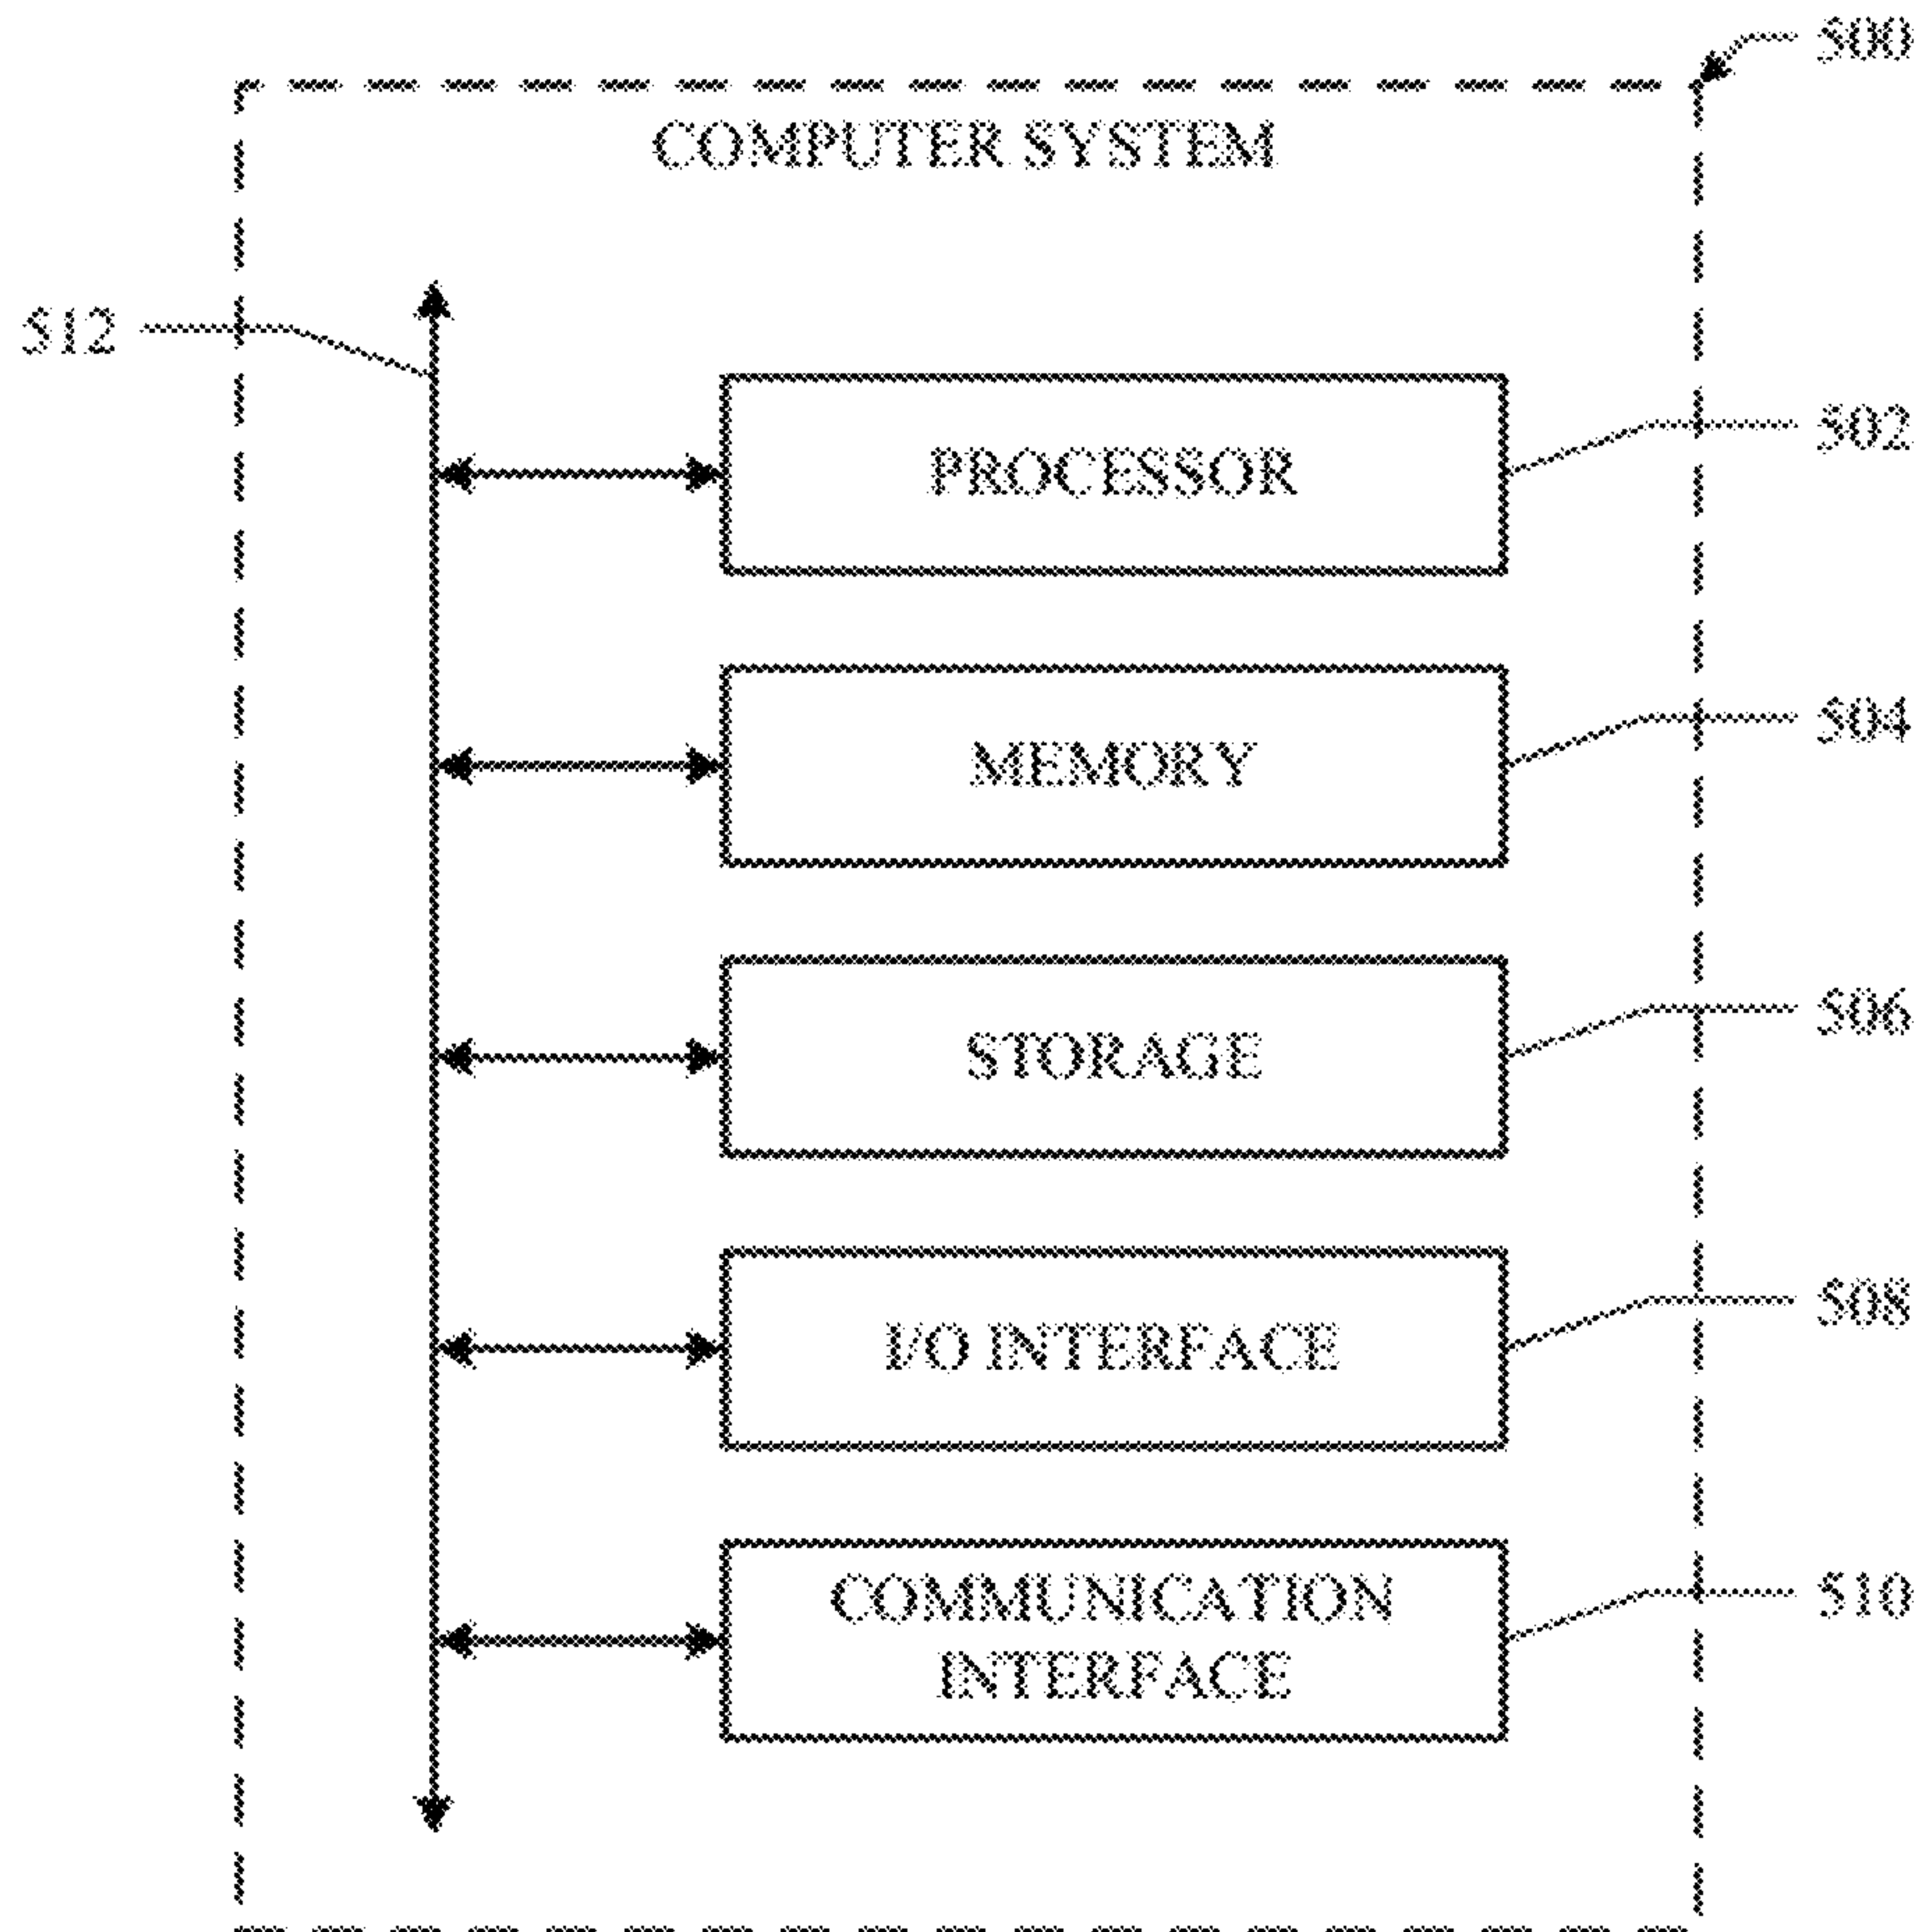 500
COMPUTER SYSTEM
512
PROCESSOR
502
MEMORY
504
STORAGE
506
I/O INTERFACE
508
COMMUNICATION
INTERFACE
510